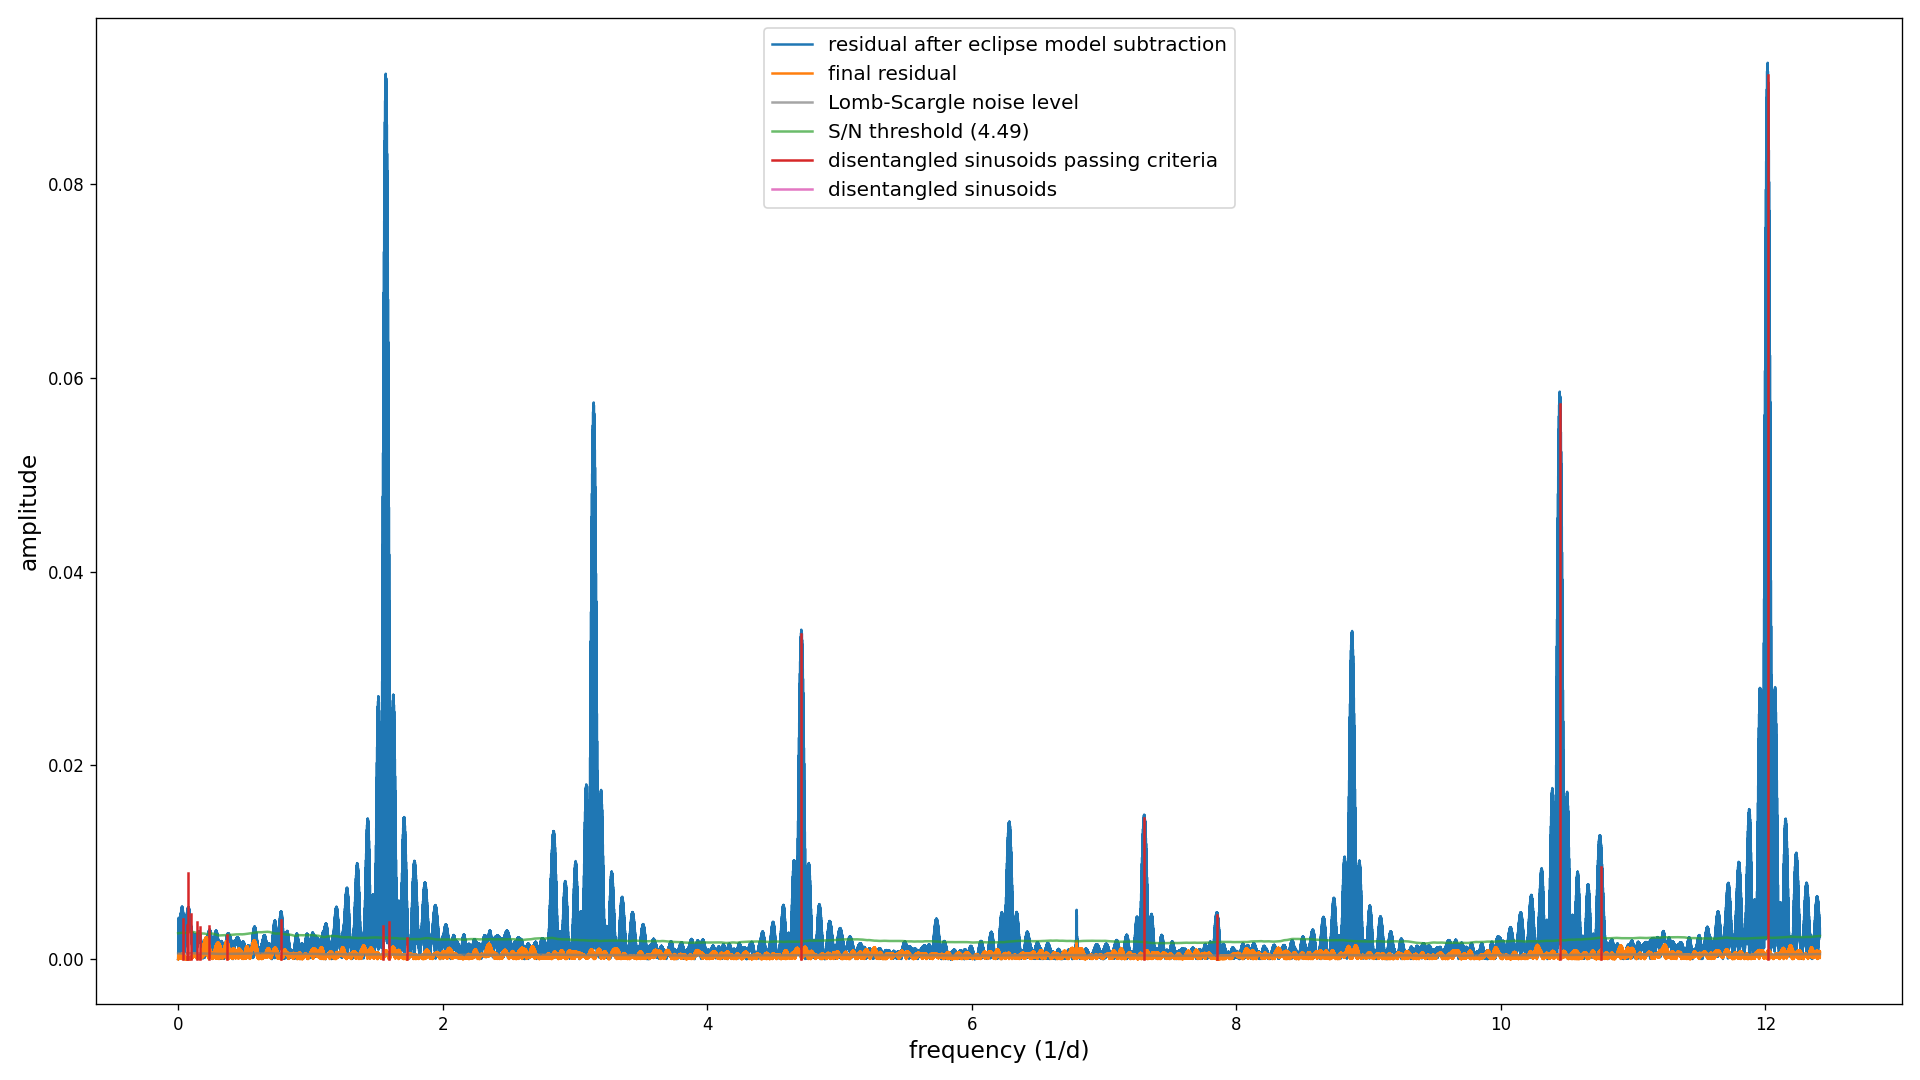 residual after eclipse model subtraction
final residual
Lomb-Scargle noise level
S/N threshold (4.49)
disentangled sinusoids passing criteria
disentangled sinusoids
amplitude
0.08
0.06
0.04
0.02
0.00
0 2 4 6 8 10 12
frequency (1/d)